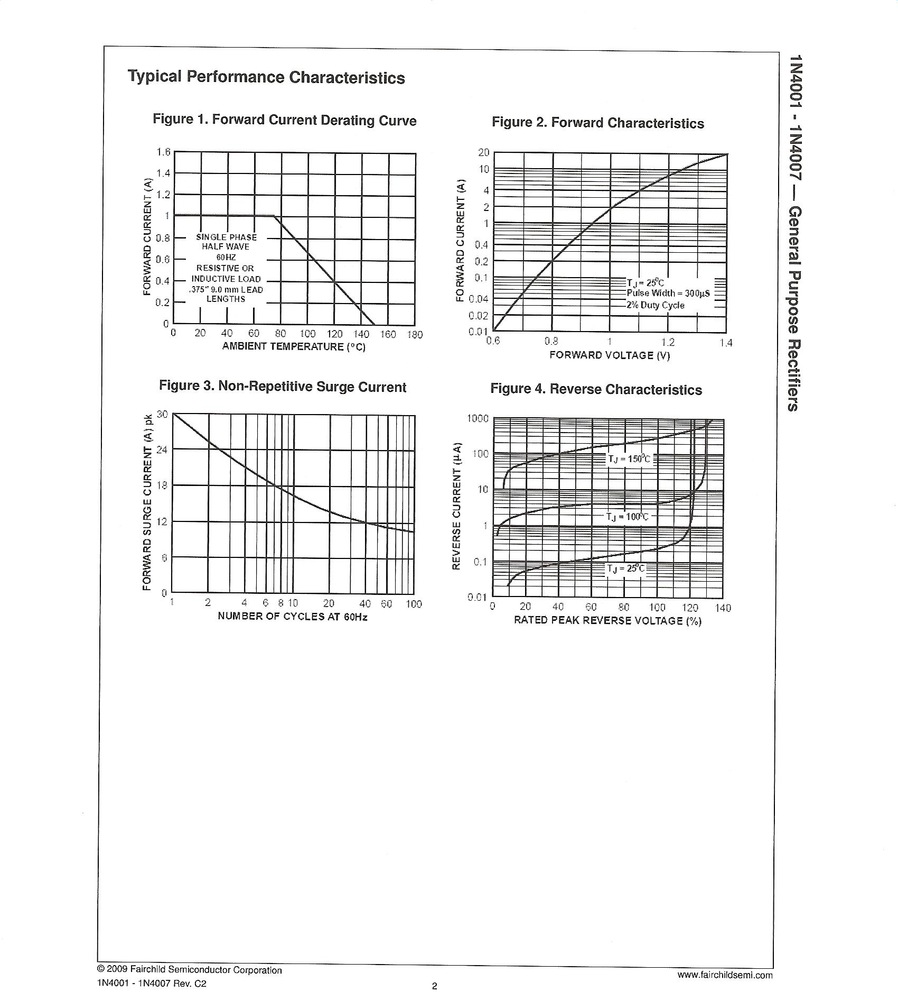 Typical Performance Characteristics
1N4001 - 1N4007 — General Purpose Rectifiers
Figure 1. Forward Current Derating Curve
FORWARD CURRENT (A)
1.6
1.4
1.2
1
0.8
0.6
0.4
0.2
0
SINGLE PHASE
HALF WAVE
60HZ
RESISTIVE OR
INDUCTIVE LOAD
.375" 9.0 mm LEAD
LENGTHS
0 20 40 60 80 100 120 140 160 180
AMBIENT TEMPERATURE (°C)
Figure 2. Forward Characteristics
FORWARD CURRENT (A)
20
10
4
2
1
0.4
0.2
0.1
0.04
0.02
0.01
TJ = 25°C
Pulse Width = 300µS
2% Duty Cycle
0.6 0.8 1 1.2 1.4
FORWARD VOLTAGE (V)
Figure 3. Non-Repetitive Surge Current
FORWARD SURGE CURRENT (A) pk
30
24
18
12
6
0
1 2 4 6 8 10 20 40 60 100
NUMBER OF CYCLES AT 60Hz
Figure 4. Reverse Characteristics
REVERSE CURRENT (µA)
1000
100
10
1
0.1
0.01
TJ = 150°C
TJ = 100°C
TJ = 25°C
0 20 40 60 80 100 120 140
RATED PEAK REVERSE VOLTAGE (%)
© 2009 Fairchild Semiconductor Corporation
www.fairchildsemi.com
1N4001 - 1N4007 Rev. C2
2